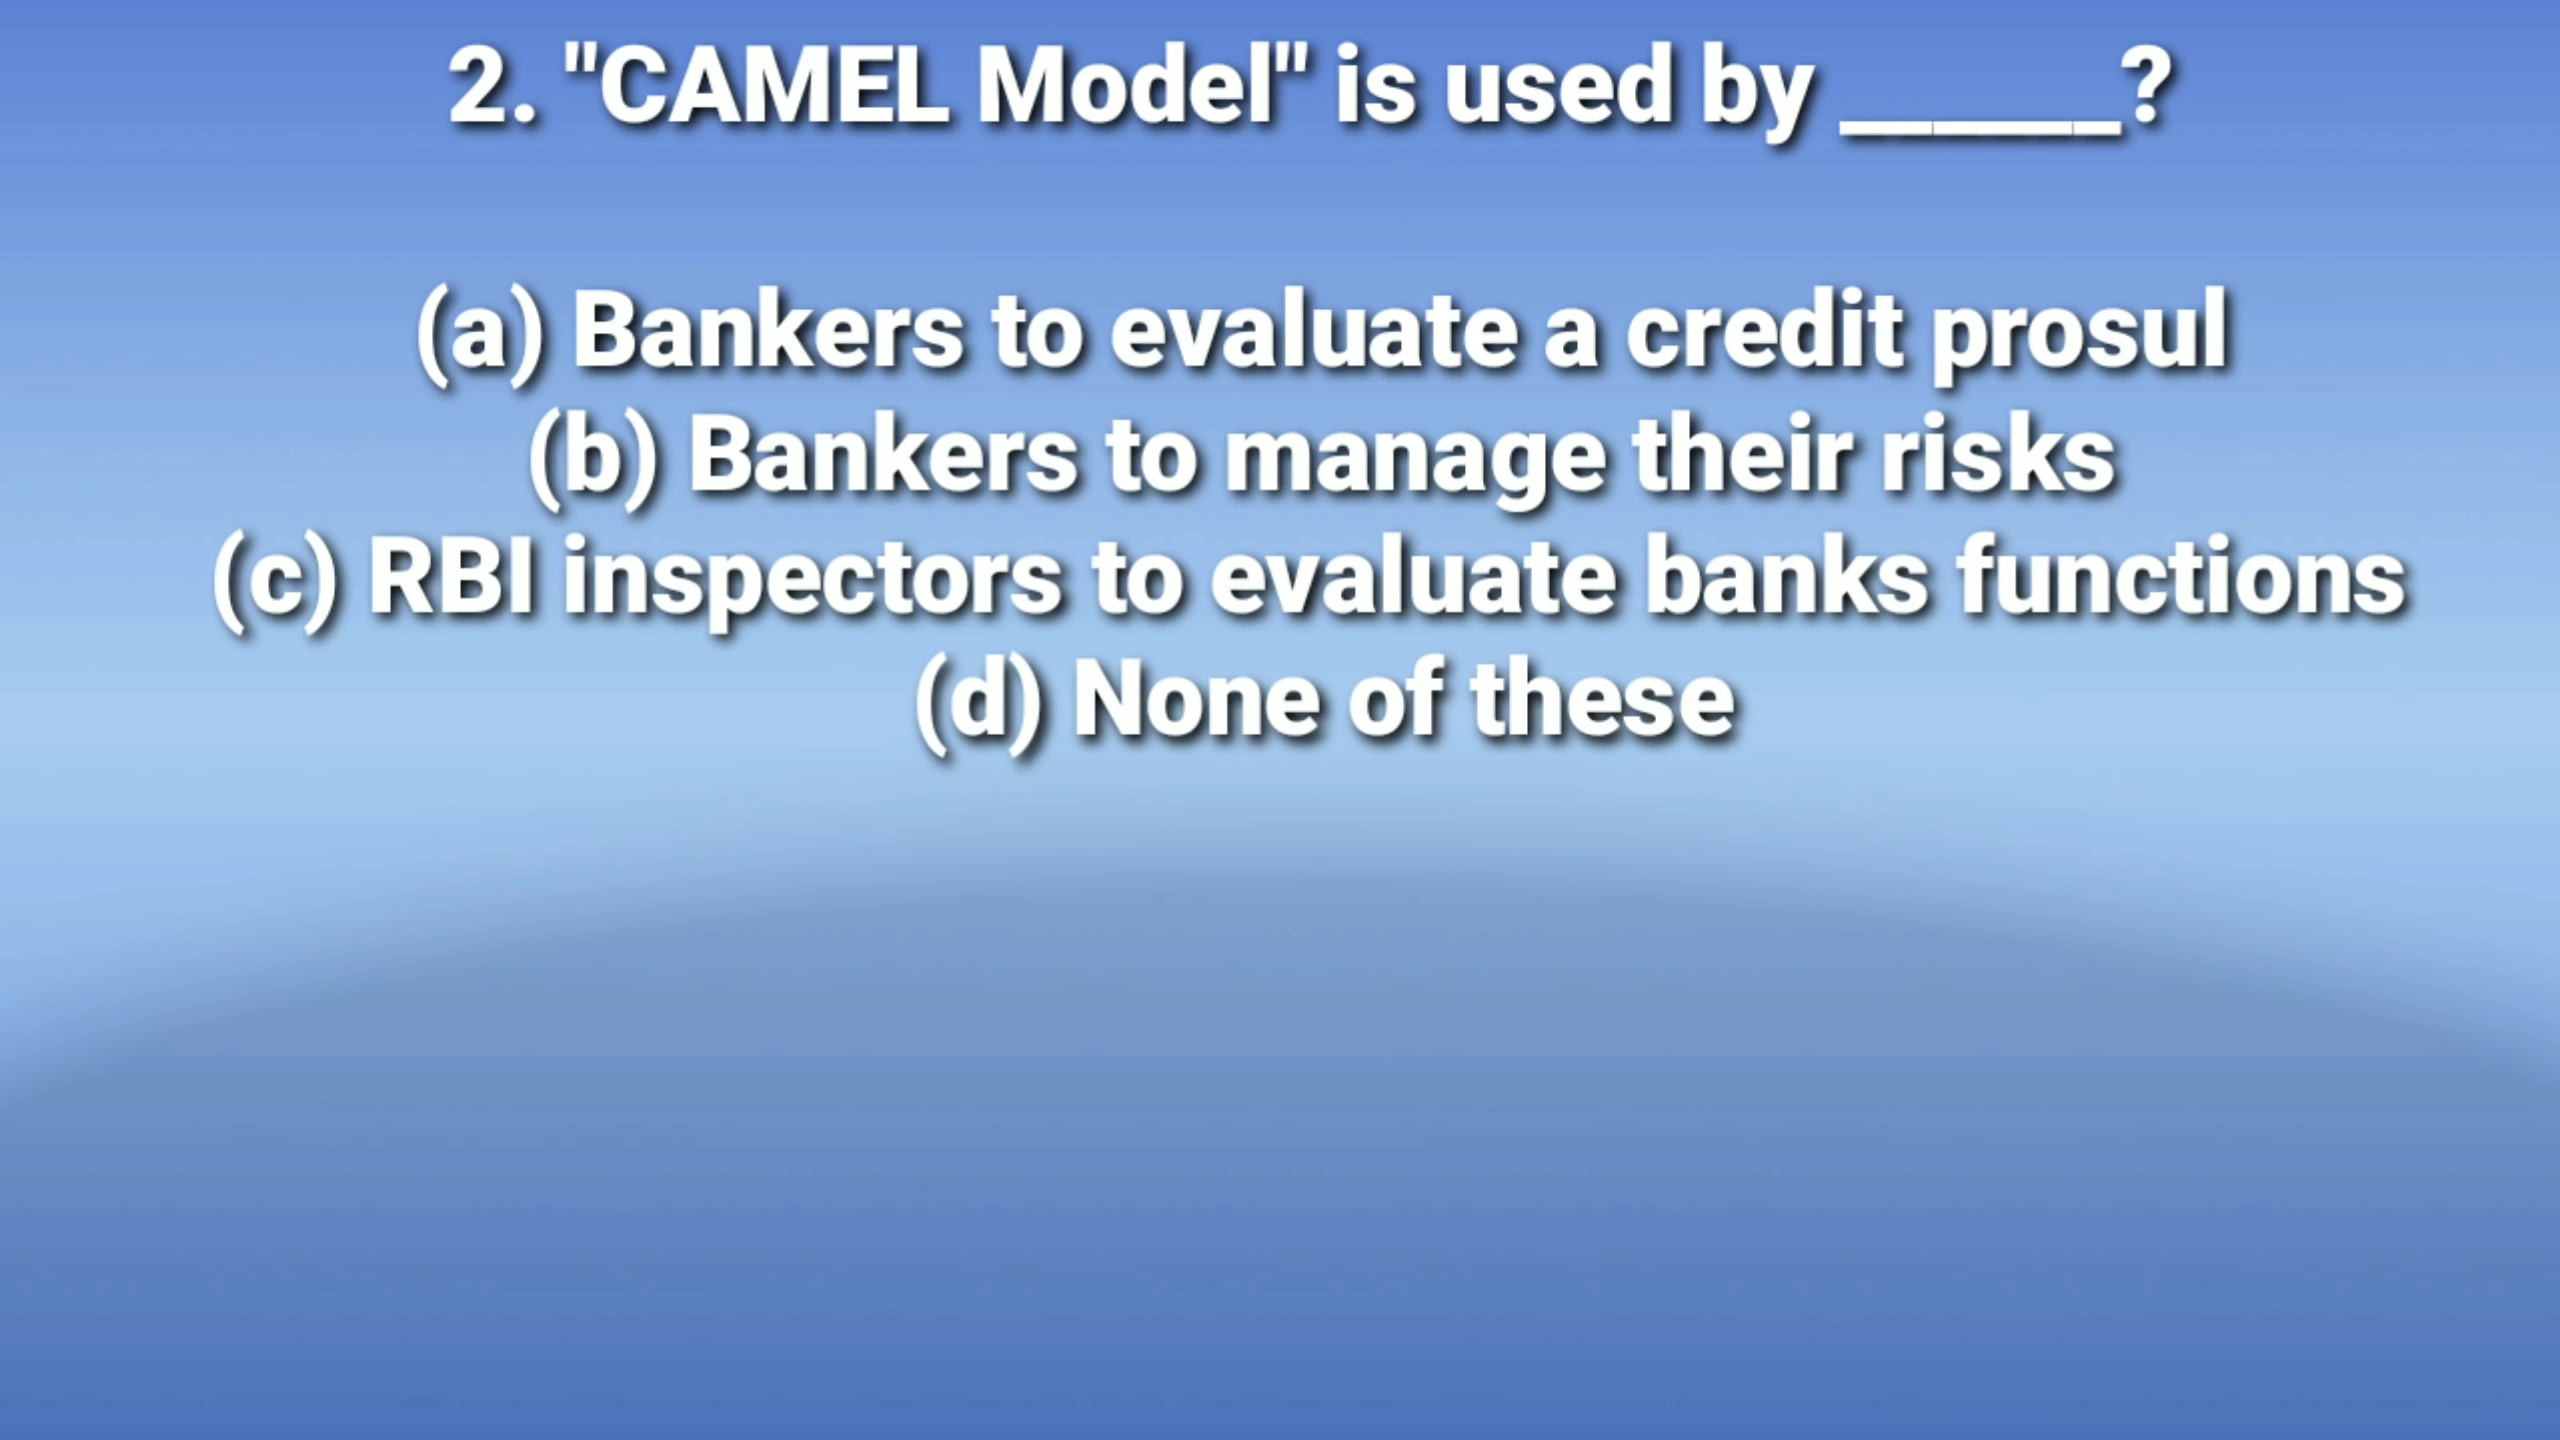 2. "CAMEL Model" is used by ______?
(a) Bankers to evaluate a credit prosul
(b) Bankers to manage their risks
(c) RBI inspectors to evaluate banks functions
(d) None of these